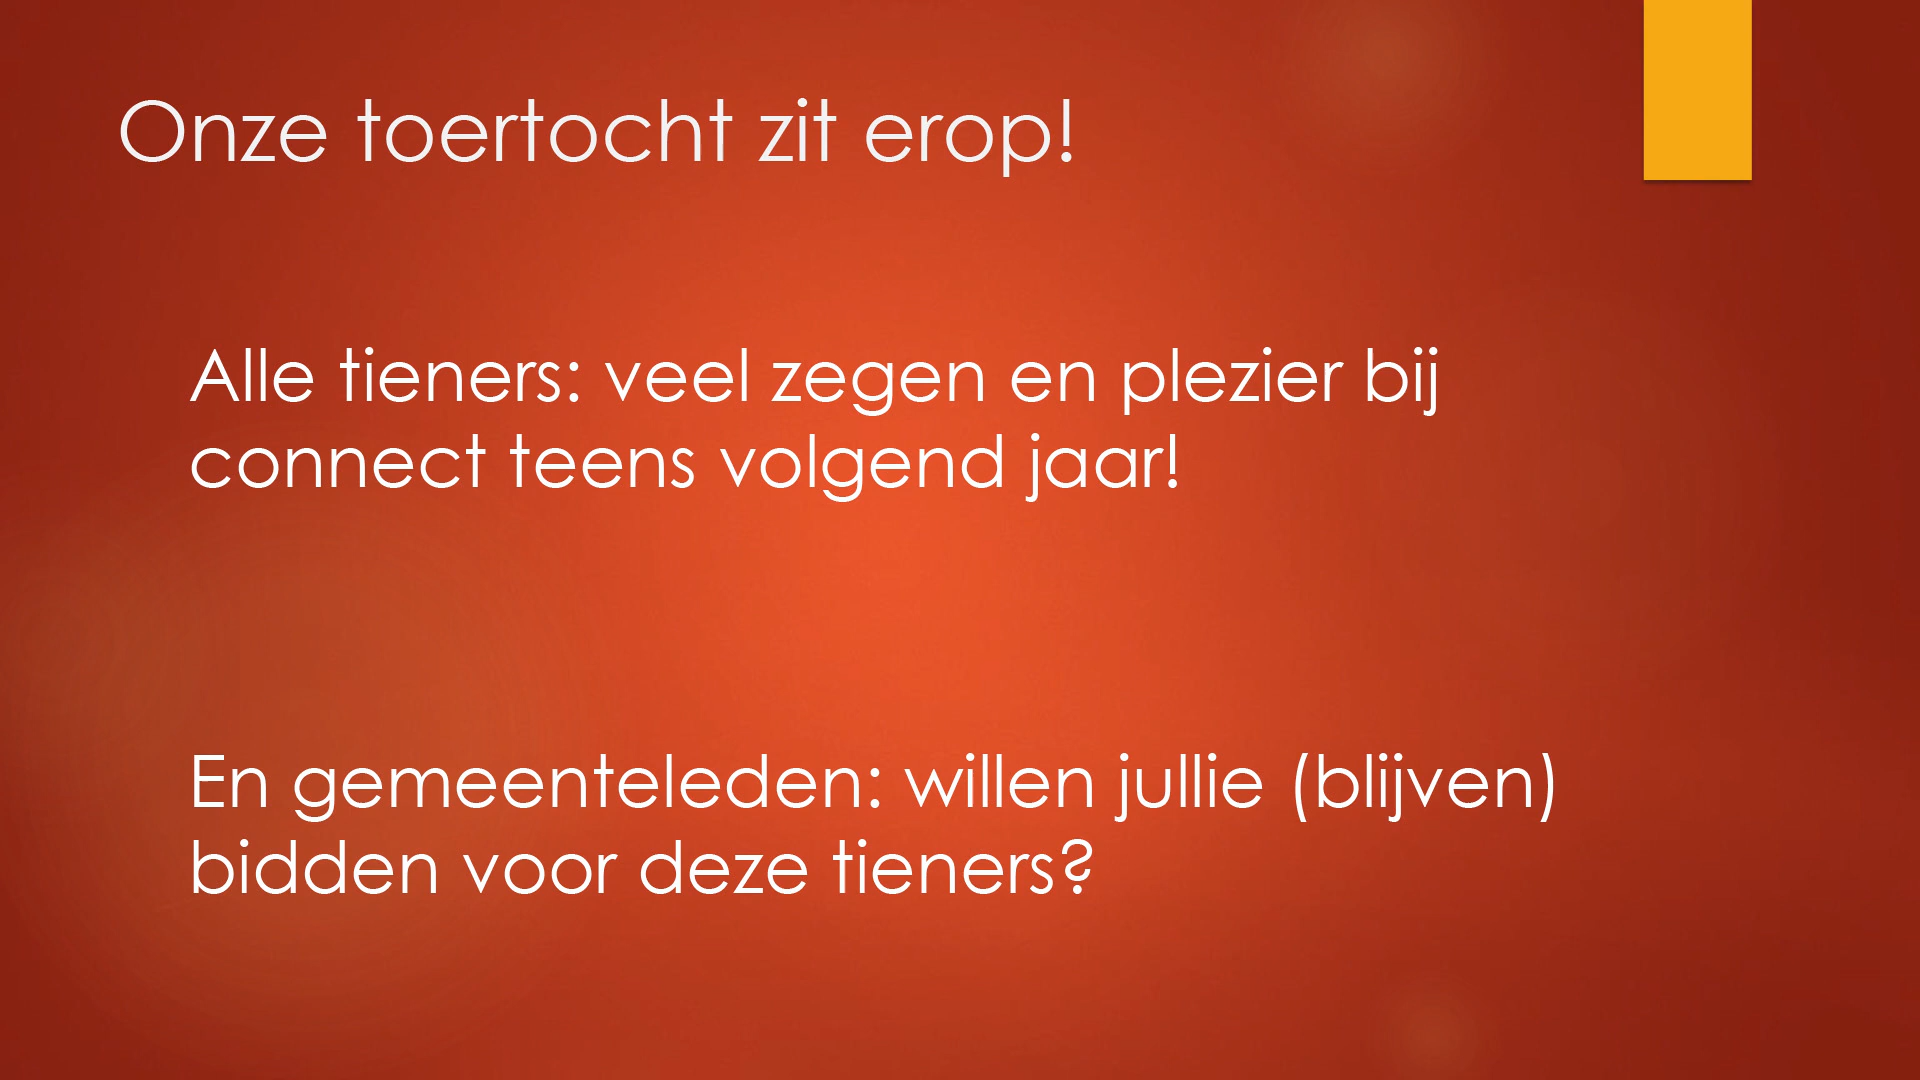 Onze toertocht zit erop!
Alle tieners: veel zegen en plezier bij
connect teens volgend jaar!
En gemeenteleden: willen jullie (blijven)
bidden voor deze tieners?